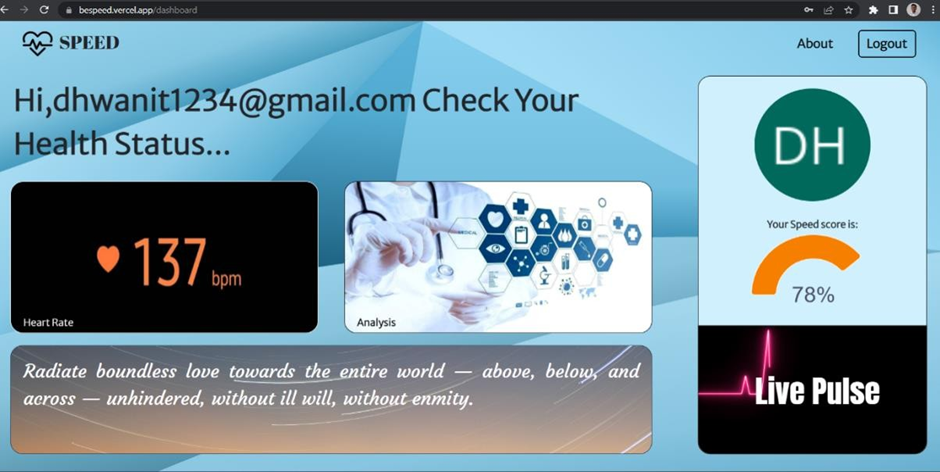 bespeed.vercel.app/dashboard
SPEED
About
Logout
Hi,dhwanit1234@gmail.com Check Your
Health Status...
DH
Your Speed score is:
78%
137 bpm
Heart Rate
MEDICAL
Analysis
Radiate boundless love towards the entire world — above, below, and
across — unhindered, without ill will, without enmity.
Live Pulse